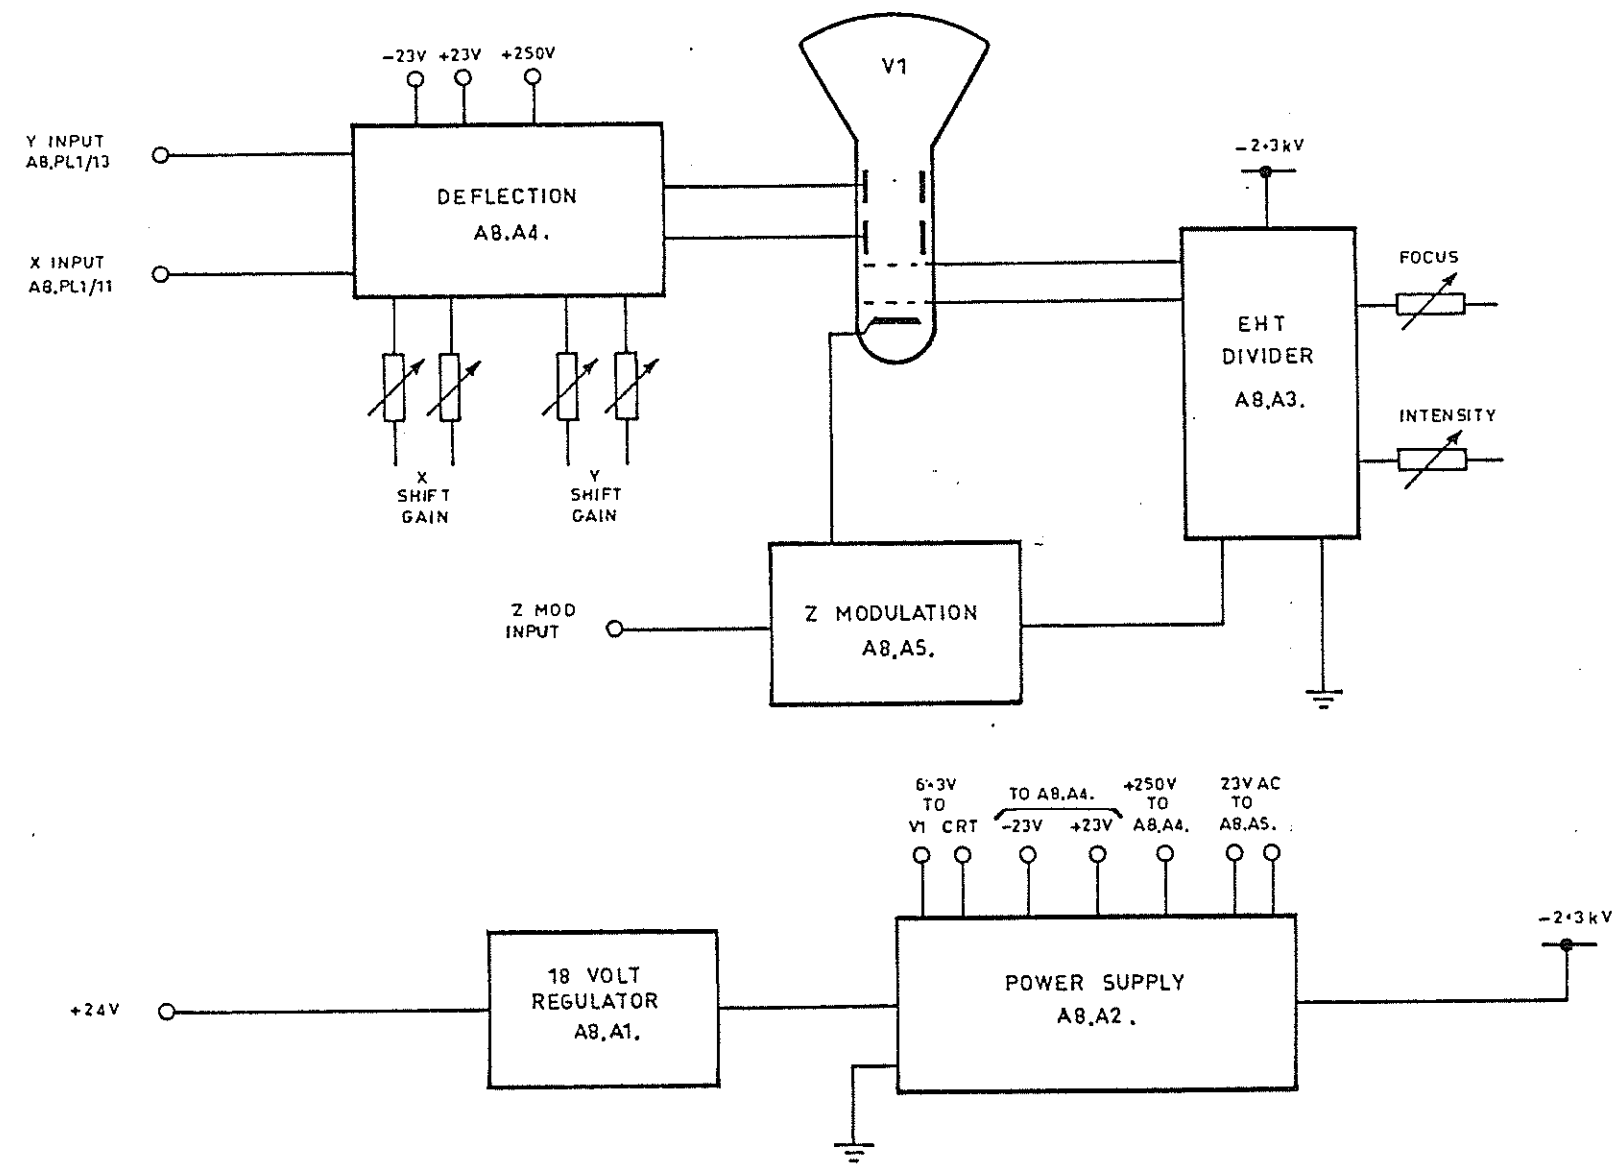 -23V +23V +250V
V1
Y INPUT
A8,PL1/13
DEFLECTION
A8,A4.
X INPUT
A8,PL1/11
X
SHIFT
GAIN
Y
SHIFT
GAIN
-2·3kV
EHT
DIVIDER
A8,A3.
FOCUS
INTENSITY
Z MOD
INPUT
Z MODULATION
A8,A5.
6·3V
TO
V1 CRT
TO A8,A4.
-23V +23V
+250V
TO
A8,A4.
23V AC
TO
A8,A5.
+24V
18 VOLT
REGULATOR
A8,A1.
POWER SUPPLY
A8,A2.
-2·3kV